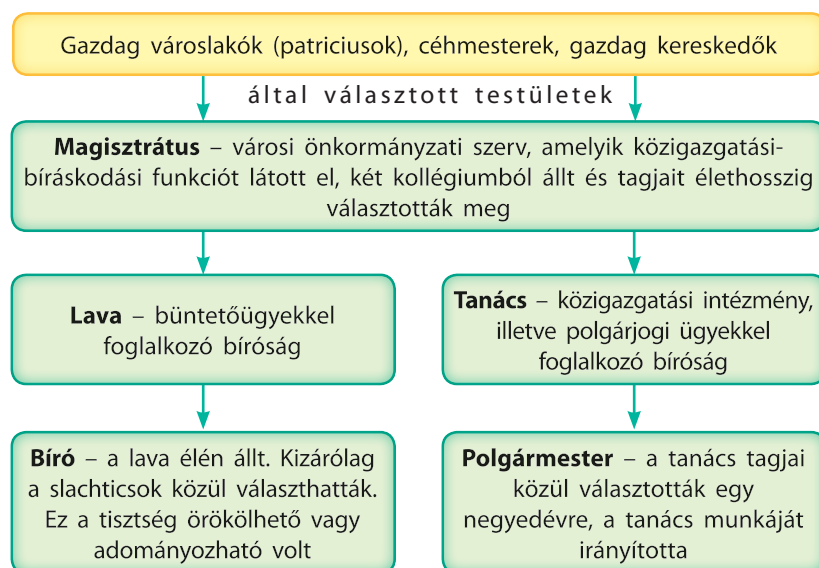 Gazdag városlakók (patriciusok), céhmesterek, gazdag kereskedők
által választott testületek
Magisztrátus – városi önkormányzati szerv, amelyik közigazgatási-
bíráskodási funkciót látott el, két kollégiumból állt és tagjait élethosszig
választották meg
Lava – büntetőügyekkel
foglalkozó bíróság
Tanács – közigazgatási intézmény,
illetve polgárjogi ügyekkel
foglalkozó bíróság
Bíró – a lava élén állt. Kizárólag
a slachticsok közül választhatták.
Ez a tisztség örökölhető vagy
adományozható volt
Polgármester – a tanács tagjai
közül választották egy
negyedévre, a tanács munkáját
irányította